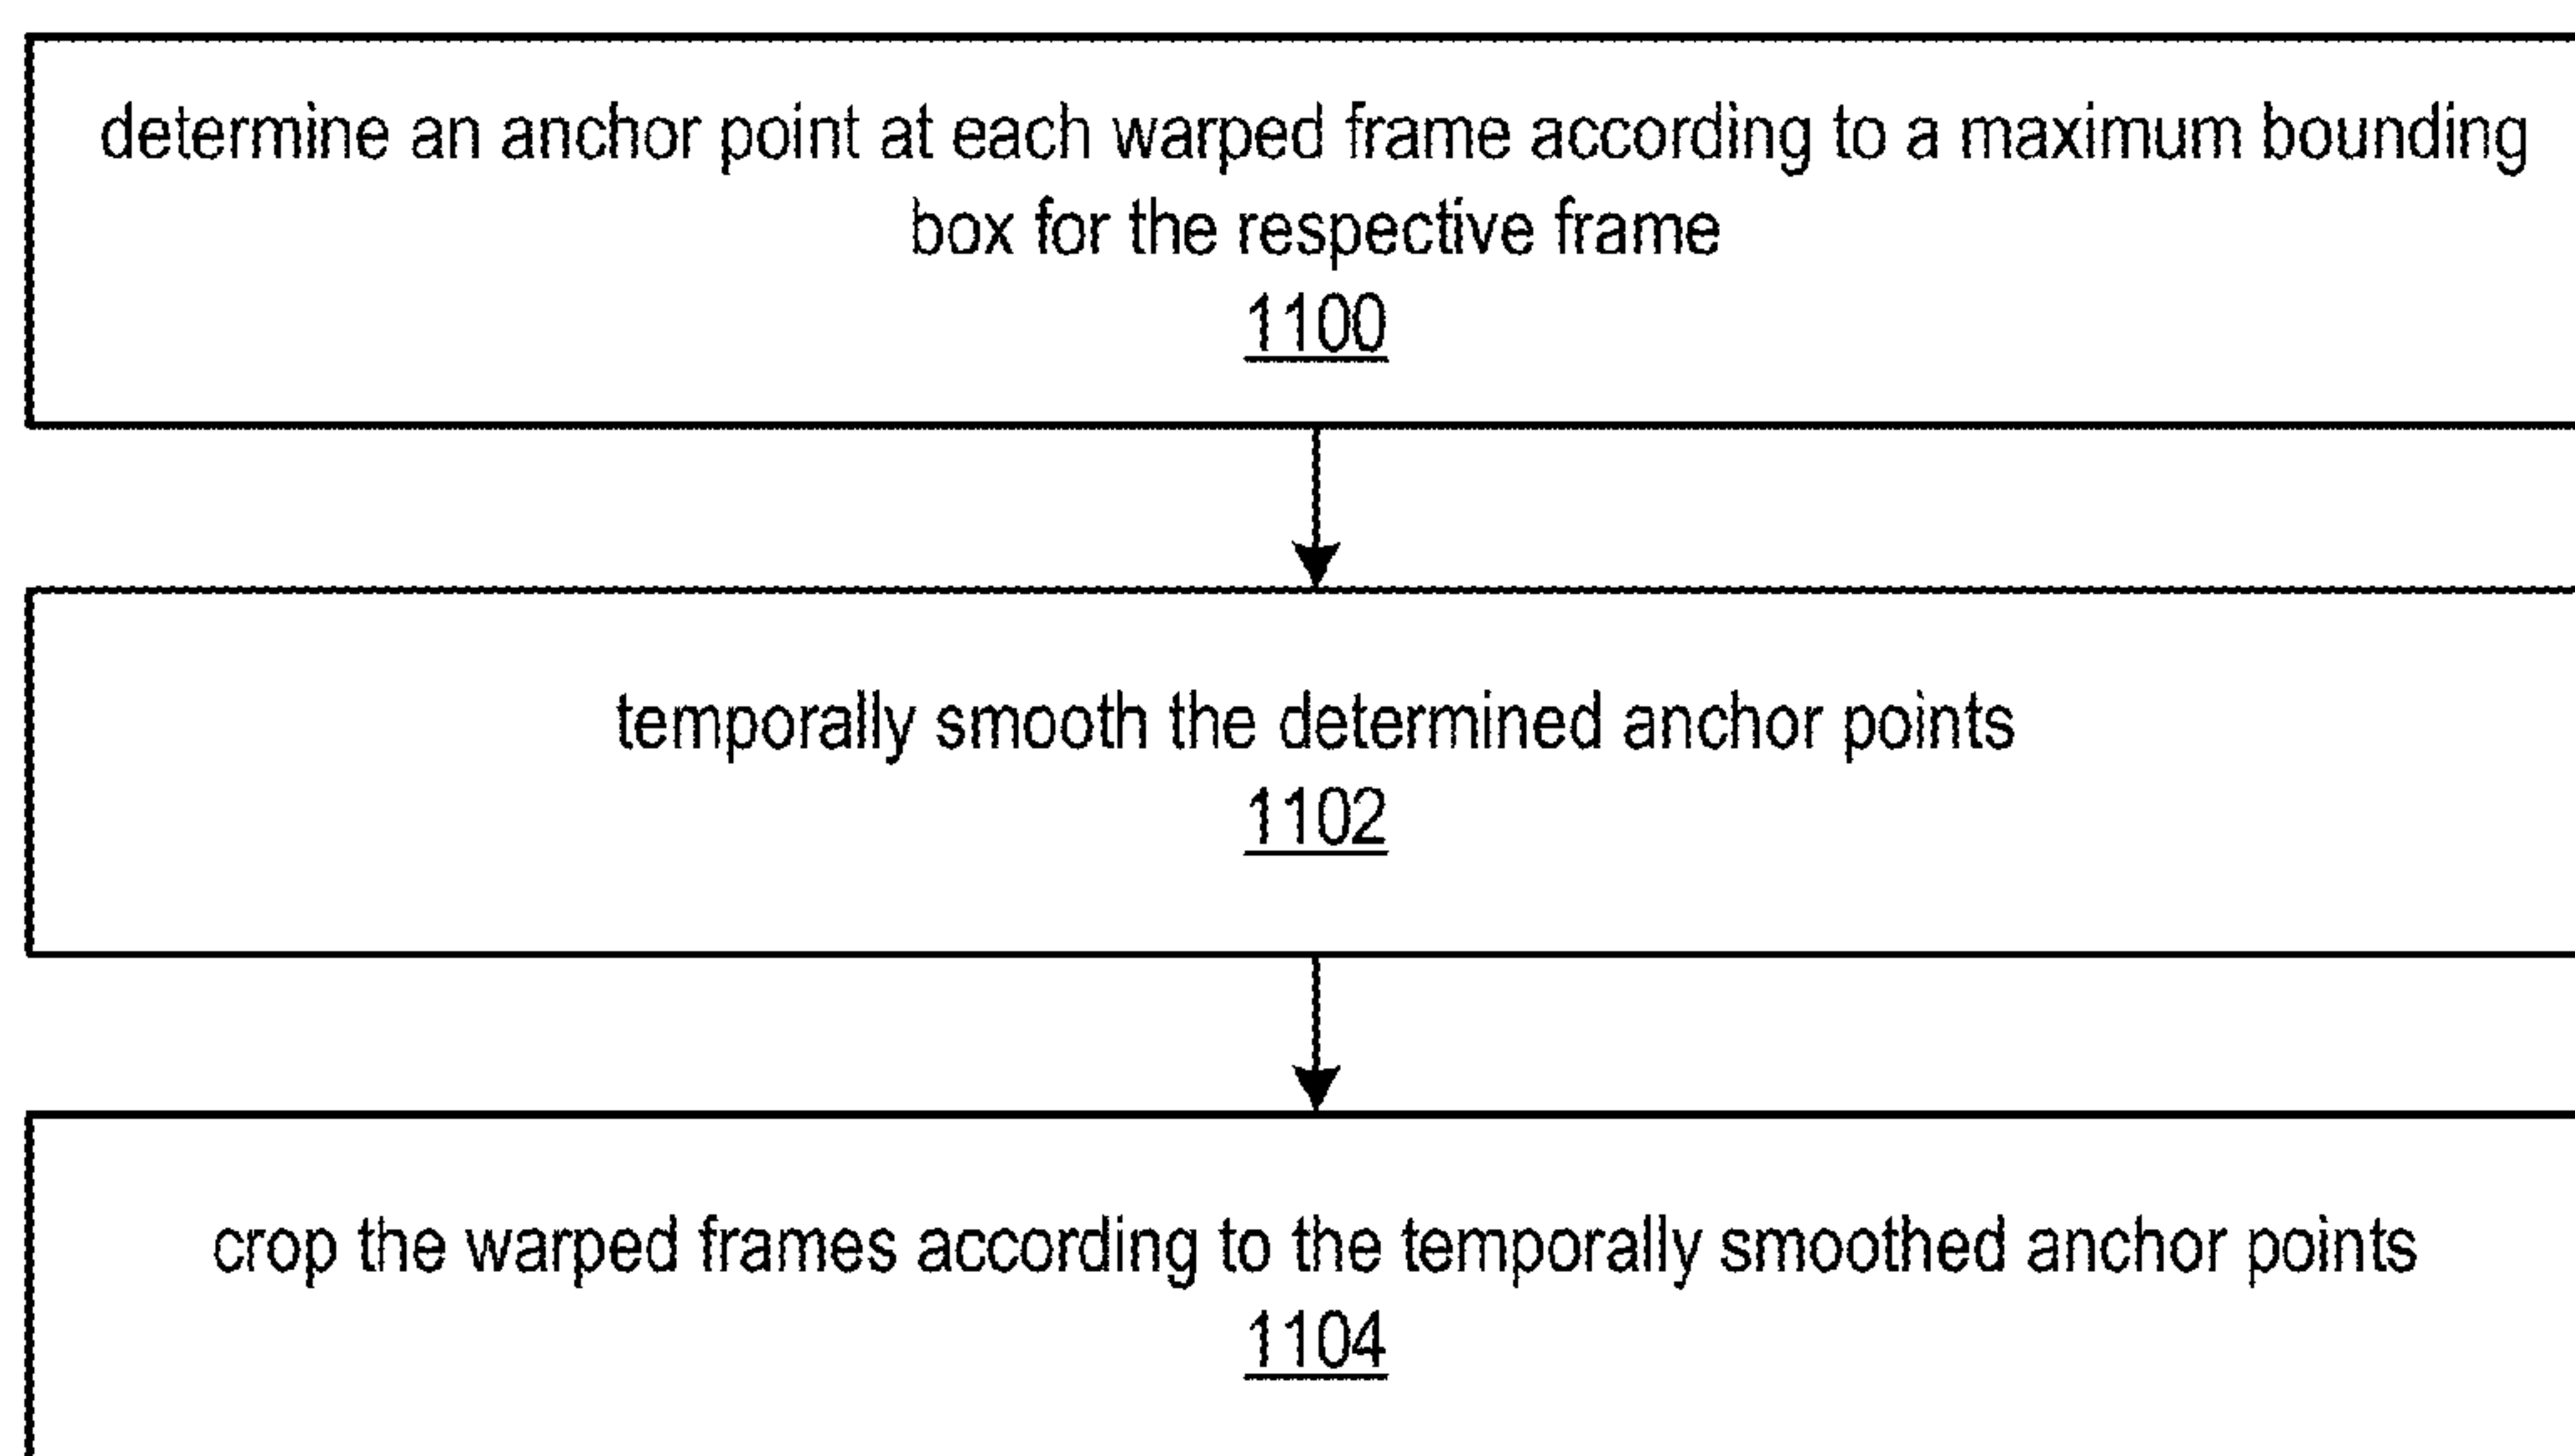 determine an anchor point at each warped frame according to a maximum bounding
box for the respective frame
1100
temporally smooth the determined anchor points
1102
crop the warped frames according to the temporally smoothed anchor points
1104